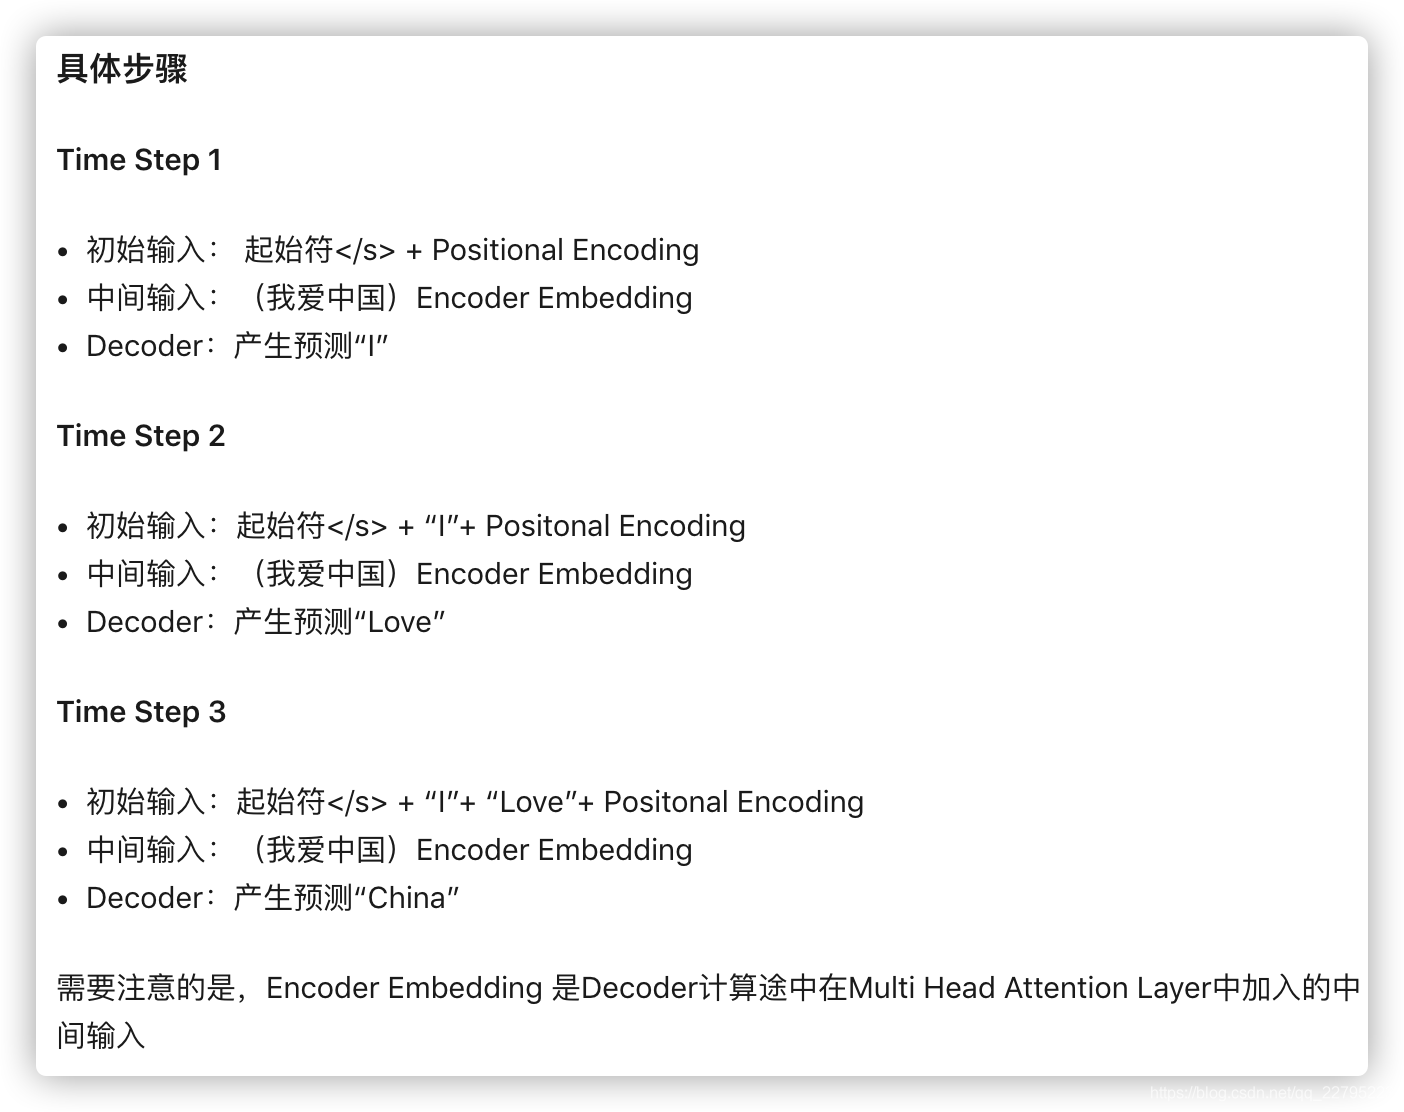 具体步骤
Time Step 1
• 初始输入： 起始符</s> + Positional Encoding
• 中间输入：（我爱中国）Encoder Embedding
• Decoder：产生预测“I”
Time Step 2
• 初始输入：起始符</s> + “I”+ Positonal Encoding
• 中间输入：（我爱中国）Encoder Embedding
• Decoder：产生预测“Love”
Time Step 3
• 初始输入：起始符</s> + “I”+ “Love”+ Positonal Encoding
• 中间输入：（我爱中国）Encoder Embedding
• Decoder：产生预测“China”
需要注意的是，Encoder Embedding 是Decoder计算途中在Multi Head Attention Layer中加入的中
间输入